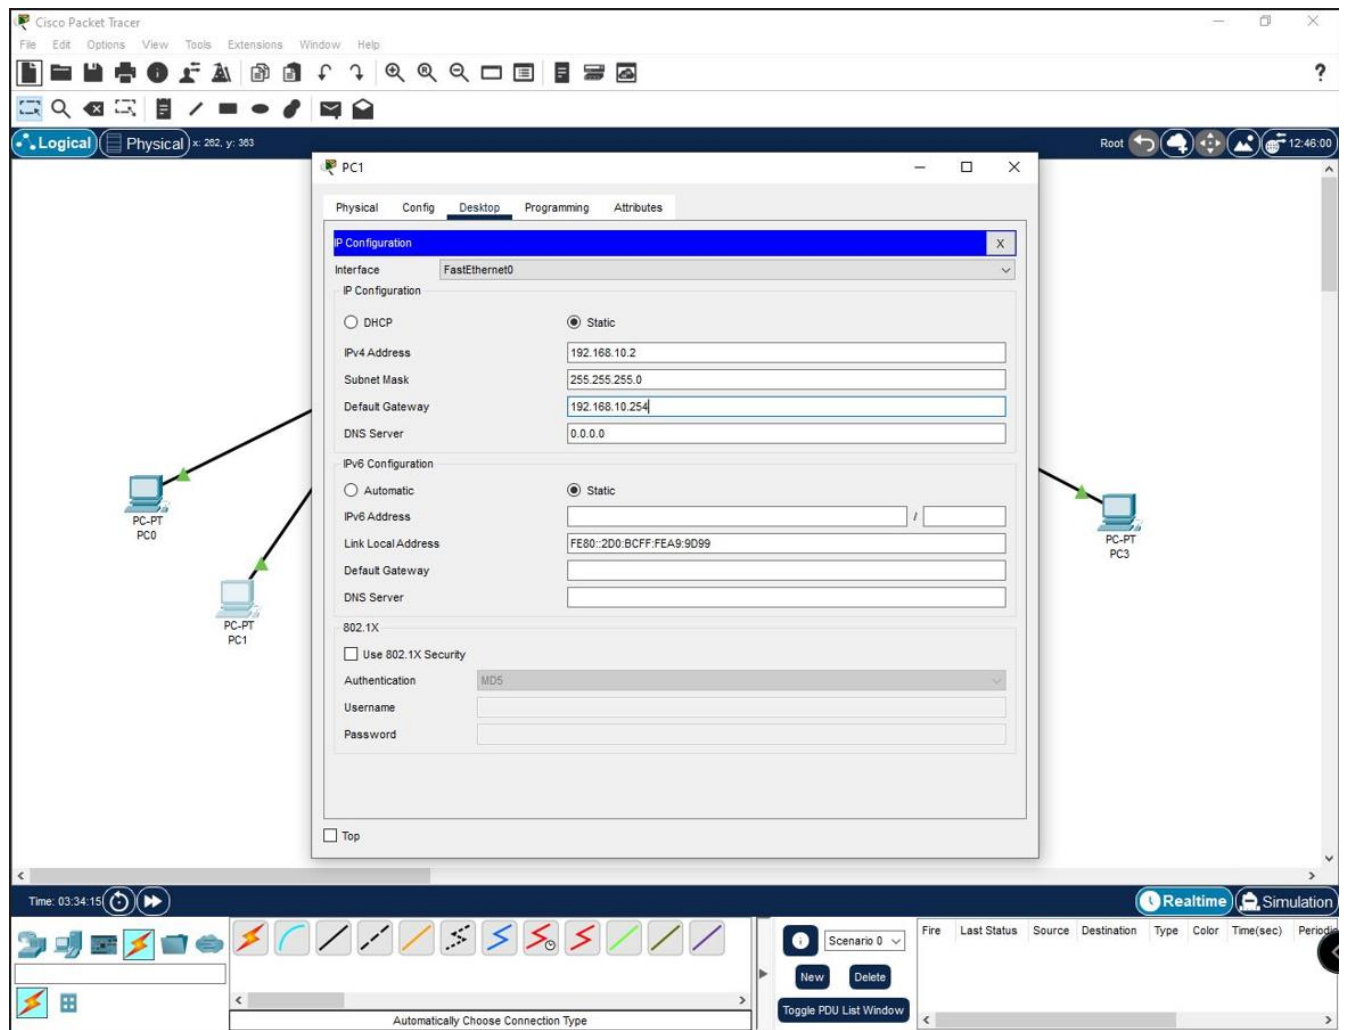 Cisco Packet Tracer
File Edit Options View Tools Extensions Window Help
?
Logical Physical x: 262, y: 363 Root 12:46:00
PC1
Physical Config Desktop Programming Attributes
IP Configuration X
Interface FastEthernet0
IP Configuration
DHCP Static
IPv4 Address 192.168.10.2
Subnet Mask 255.255.255.0
Default Gateway 192.168.10.254
DNS Server 0.0.0.0
IPv6 Configuration
Automatic Static
IPv6 Address /
Link Local Address FE80::2D0:BCFF:FEA9:9D99
Default Gateway
DNS Server
802.1X
Use 802.1X Security
Authentication MD5
Username
Password
Top
PC-PT
PC0
PC-PT
PC1
PC-PT
PC3
Time: 03:34:15 Realtime Simulation
Scenario 0
New Delete
Toggle PDU List Window
Fire Last Status Source Destination Type Color Time(sec) Periodic
Automatically Choose Connection Type